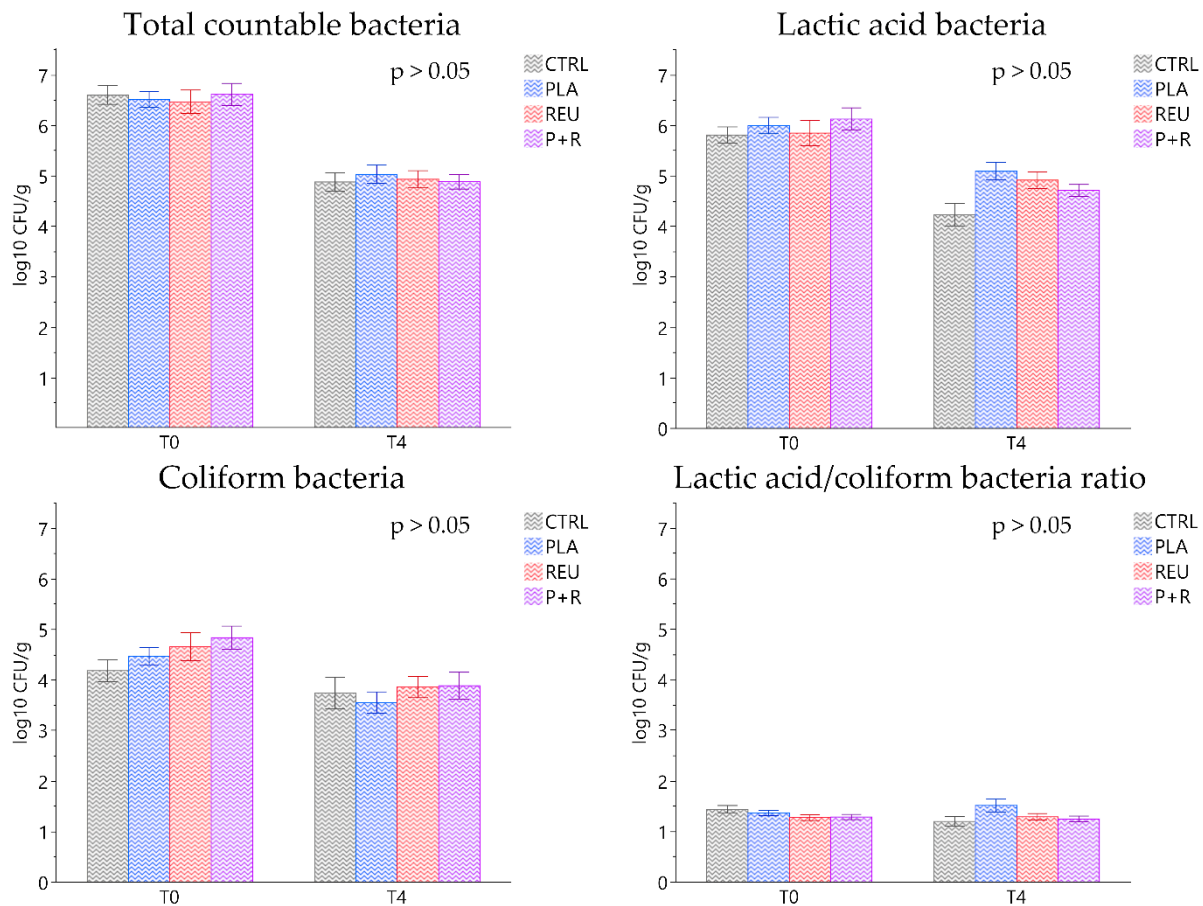 Total countable bacteria
p > 0.05
CTRL
PLA
REU
P+R
log10 CFU/g
7
6
5
4
3
2
1
T0 T4
Lactic acid bacteria
p > 0.05
CTRL
PLA
REU
P+R
log10 CFU/g
7
6
5
4
3
2
1
0
T0 T4
Coliform bacteria
p > 0.05
CTRL
PLA
REU
P+R
log10 CFU/g
7
6
5
4
3
2
1
0
T0 T4
Lactic acid/coliform bacteria ratio
p > 0.05
CTRL
PLA
REU
P+R
log10 CFU/g
7
6
5
4
3
2
1
0
T0 T4